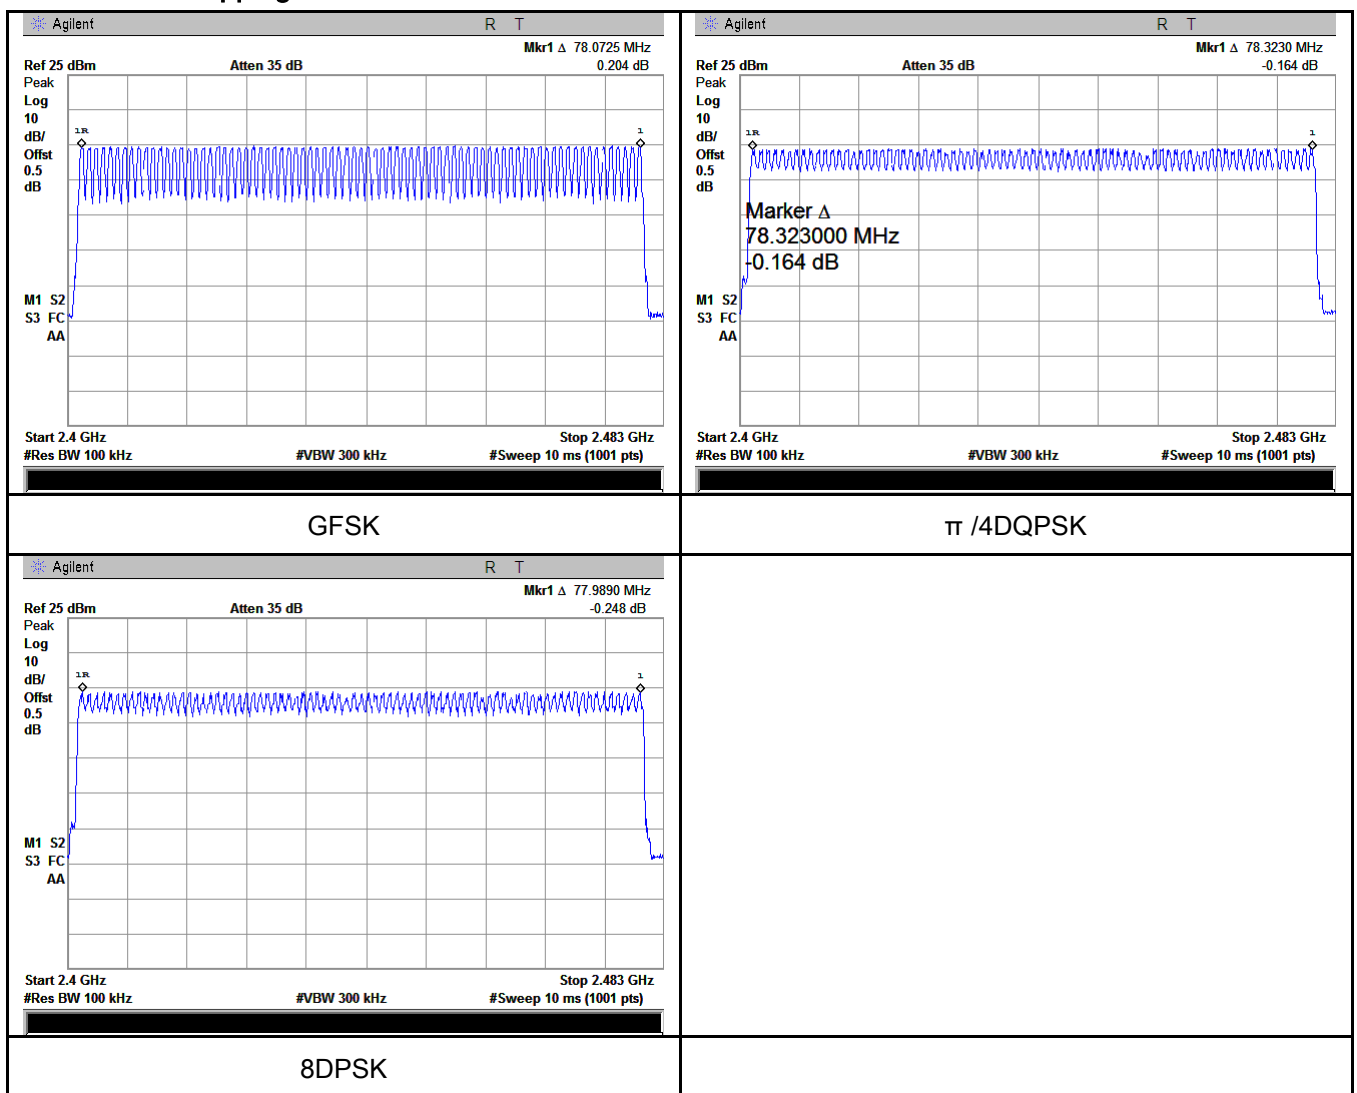 Agilent R T
Mkr1 Δ 78.0725 MHz
Ref 25 dBm Atten 35 dB 0.204 dB
Peak
Log
10
dB/
Offst
0.5
dB
1R 1
M1 S2
S3 FC
AA
Start 2.4 GHz Stop 2.483 GHz
#Res BW 100 kHz #VBW 300 kHz #Sweep 10 ms (1001 pts)
GFSK
Agilent R T
Mkr1 Δ 78.3230 MHz
Ref 25 dBm Atten 35 dB -0.164 dB
Peak
Log
10
dB/
Offst
0.5
dB
1R 1
Marker Δ
78.323000 MHz
-0.164 dB
M1 S2
S3 FC
AA
Start 2.4 GHz Stop 2.483 GHz
#Res BW 100 kHz #VBW 300 kHz #Sweep 10 ms (1001 pts)
π /4DQPSK
Agilent R T
Mkr1 Δ 77.9890 MHz
Ref 25 dBm Atten 35 dB -0.248 dB
Peak
Log
10
dB/
Offst
0.5
dB
1R 1
M1 S2
S3 FC
AA
Start 2.4 GHz Stop 2.483 GHz
#Res BW 100 kHz #VBW 300 kHz #Sweep 10 ms (1001 pts)
8DPSK